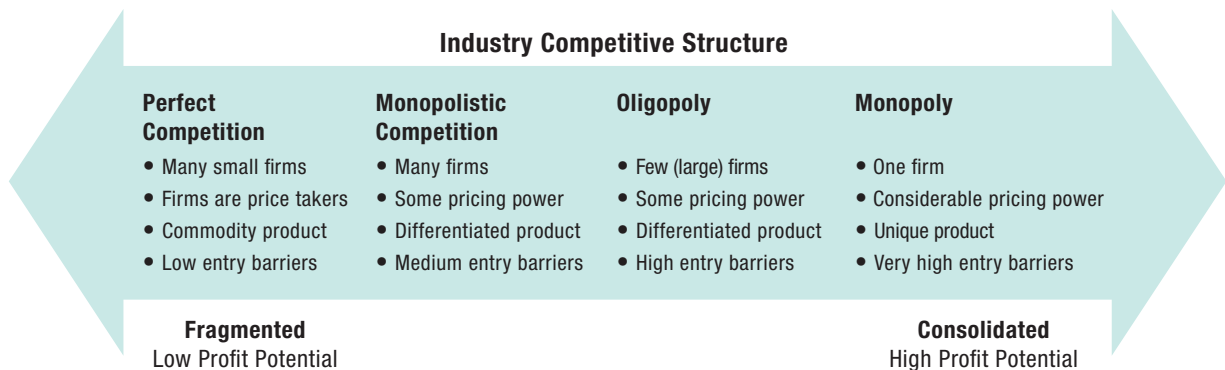 Industry Competitive Structure
Perfect
Competition
• Many small firms
• Firms are price takers
• Commodity product
• Low entry barriers
Monopolistic
Competition
• Many firms
• Some pricing power
• Differentiated product
• Medium entry barriers
Oligopoly
• Few (large) firms
• Some pricing power
• Differentiated product
• High entry barriers
Monopoly
• One firm
• Considerable pricing power
• Unique product
• Very high entry barriers
Fragmented
Low Profit Potential
Consolidated
High Profit Potential